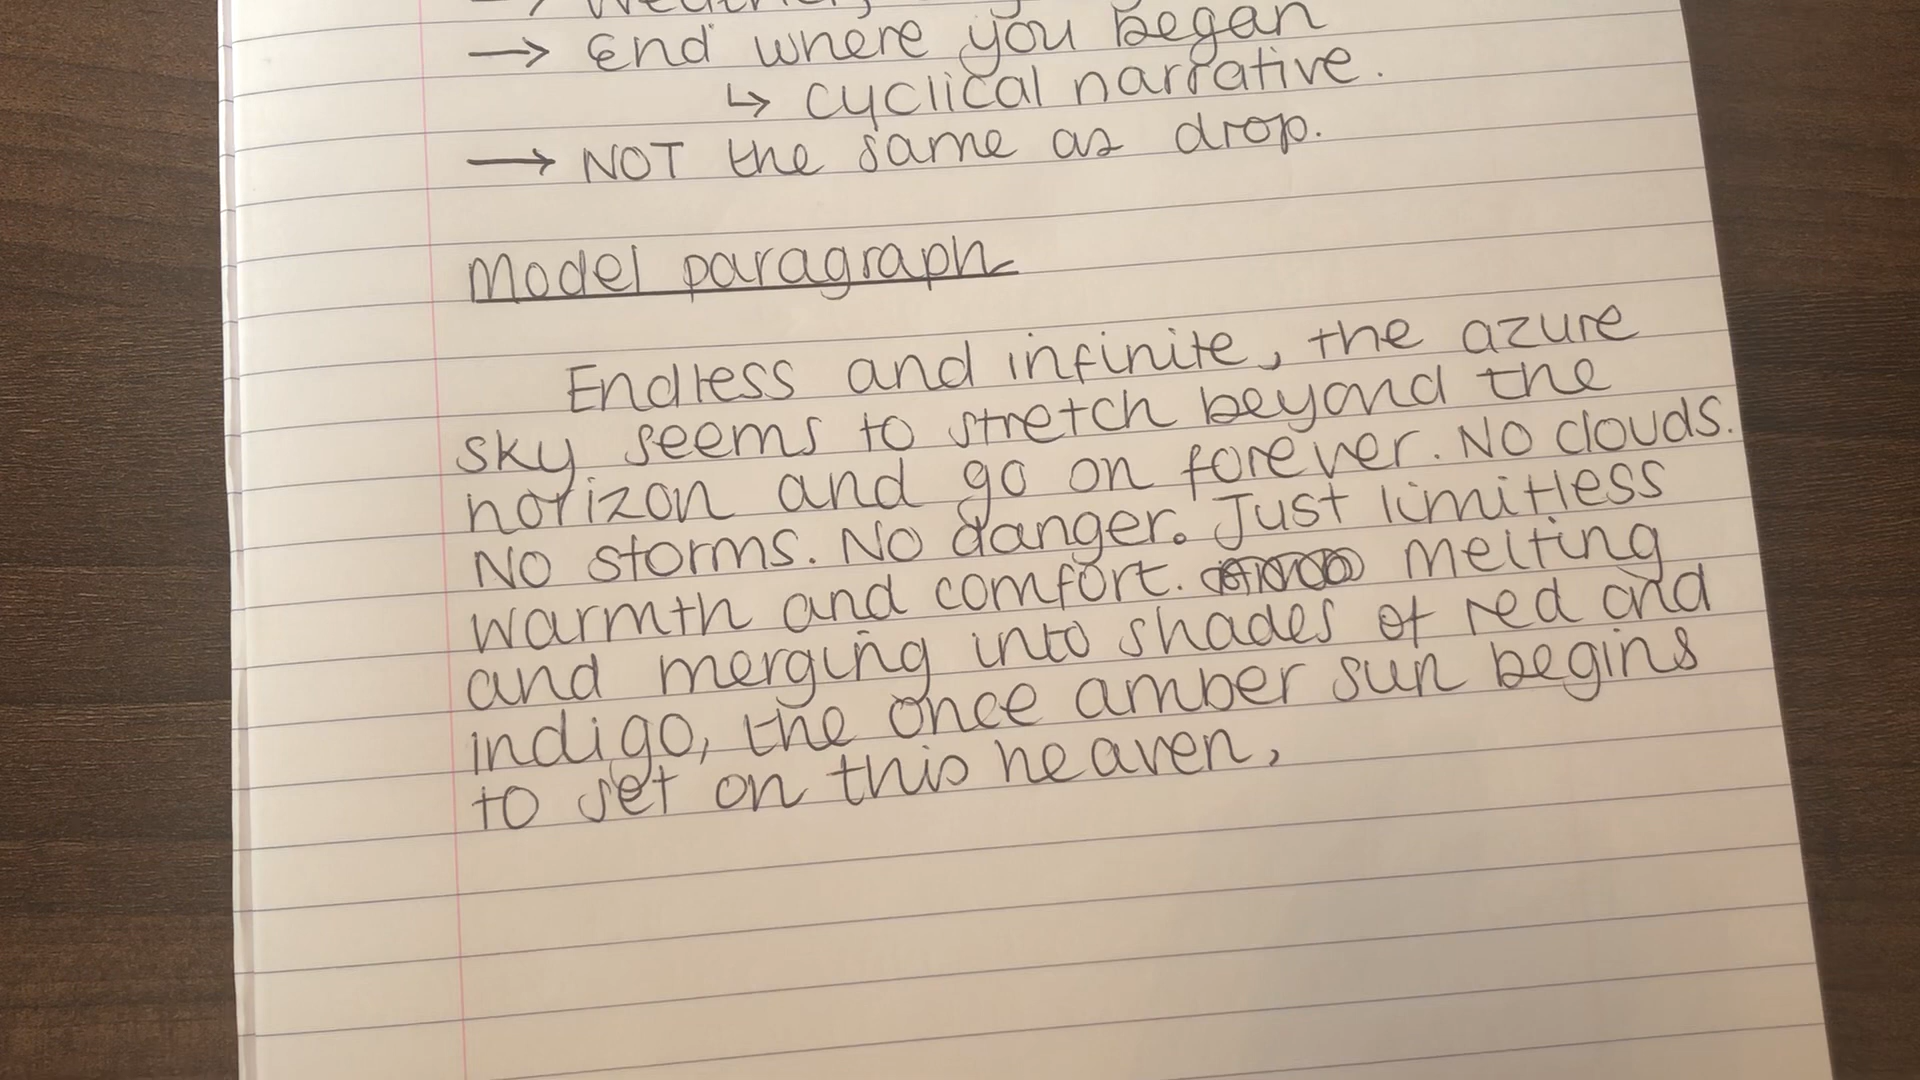 → Weather,
→ End where you began
↳ cyclical narrative.
→ NOT the same as drop.
Model paragraph
Endless and infinite, the azure
sky seems to stretch beyond the
horizon and go on forever. No clouds.
No storms. No danger. Just limitless
warmth and comfort. Melting
and merging into shades of red and
indigo, the once amber sun begins
to set on this heaven,